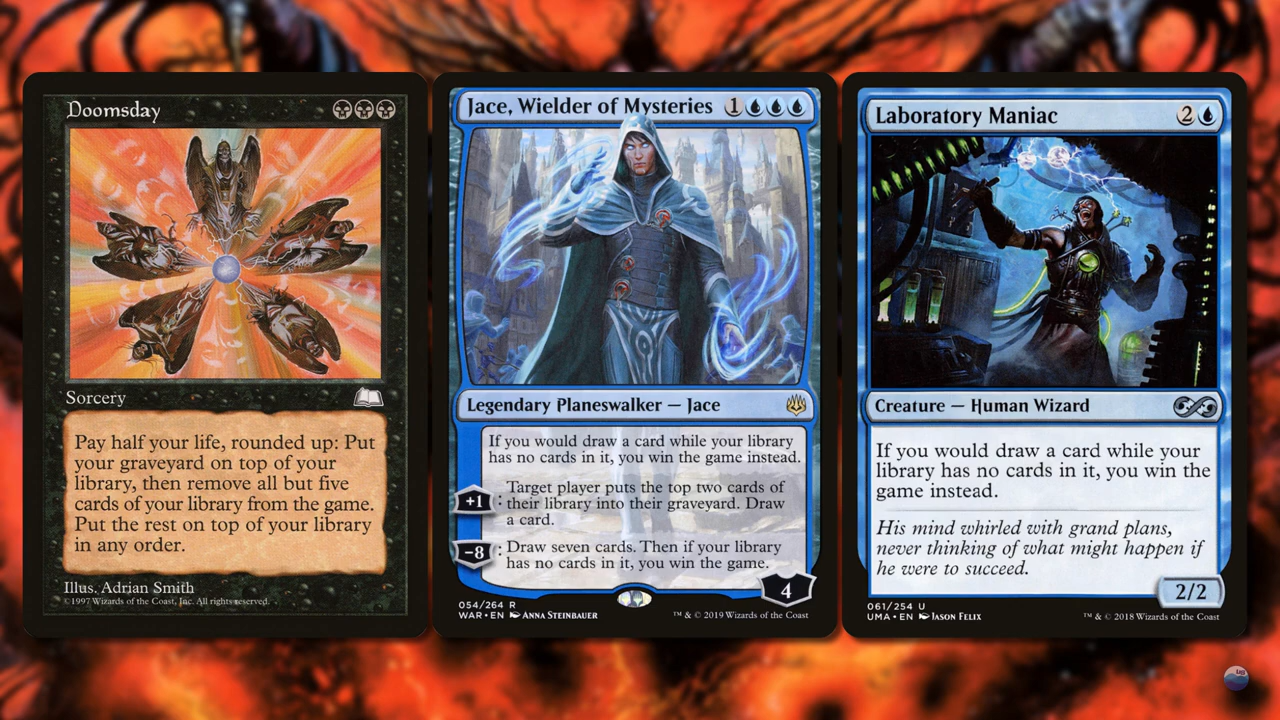 Doomsday
Sorcery
Pay half your life, rounded up: Put
your graveyard on top of your
library, then remove all but five
cards of your library from the game.
Put the rest on top of your library
in any order.
Illus. Adrian Smith
©1997 Wizards of the Coast, Inc. All rights reserved.
Jace, Wielder of Mysteries 1
Legendary Planeswalker — Jace
If you would draw a card while your library
has no cards in it, you win the game instead.
+1: Target player puts the top two cards of
their library into their graveyard. Draw
a card.
−8: Draw seven cards. Then if your library
has no cards in it, you win the game.
4
054/264 R
WAR • EN ANNA STEINBAUER ™ & © 2019 Wizards of the Coast
Laboratory Maniac 2
Creature — Human Wizard
If you would draw a card while your
library has no cards in it, you win the
game instead.
His mind whirled with grand plans,
never thinking of what might happen if
he were to succeed.
2/2
061/254 U
UMA • EN JASON FELIX ™ & © 2018 Wizards of the Coast